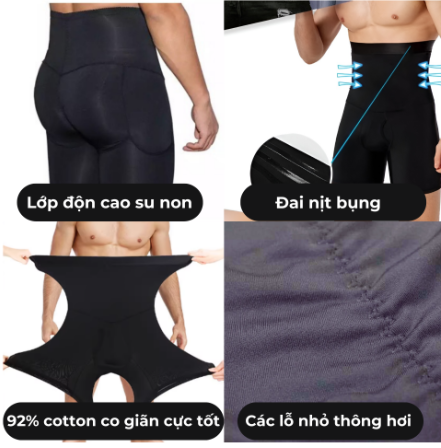 Lớp độn cao su non
Đai nịt bụng
92% cotton co giãn cực tốt
Các lỗ nhỏ thông hơi